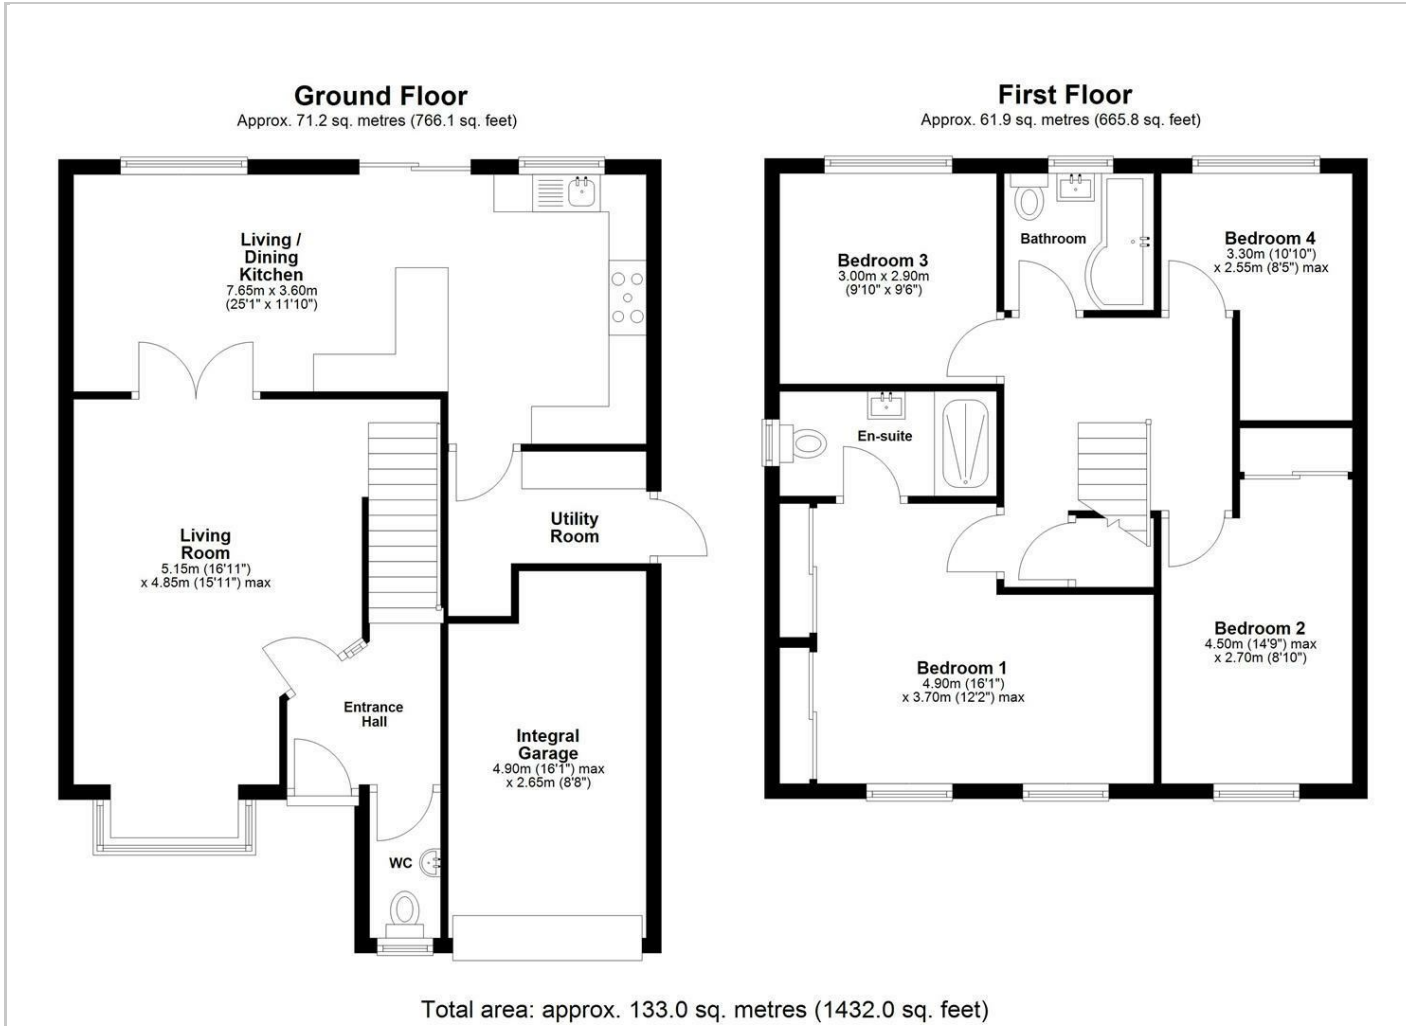 Ground Floor
Approx. 71.2 sq. metres (766.1 sq. feet)
Living /
Dining
Kitchen
7.65m x 3.60m
(25'1" x 11'10")
Living
Room
5.15m (16'11")
x 4.85m (15'11") max
Utility
Room
Entrance
Hall
Integral
Garage
4.90m (16'1") max
x 2.65m (8'8")
WC
First Floor
Approx. 61.9 sq. metres (665.8 sq. feet)
Bedroom 3
3.00m x 2.90m
(9'10" x 9'6")
Bathroom
Bedroom 4
3.30m (10'10")
x 2.55m (8'5") max
En-suite
Bedroom 1
4.90m (16'1")
x 3.70m (12'2") max
Bedroom 2
4.50m (14'9") max
x 2.70m (8'10")
Total area: approx. 133.0 sq. metres (1432.0 sq. feet)